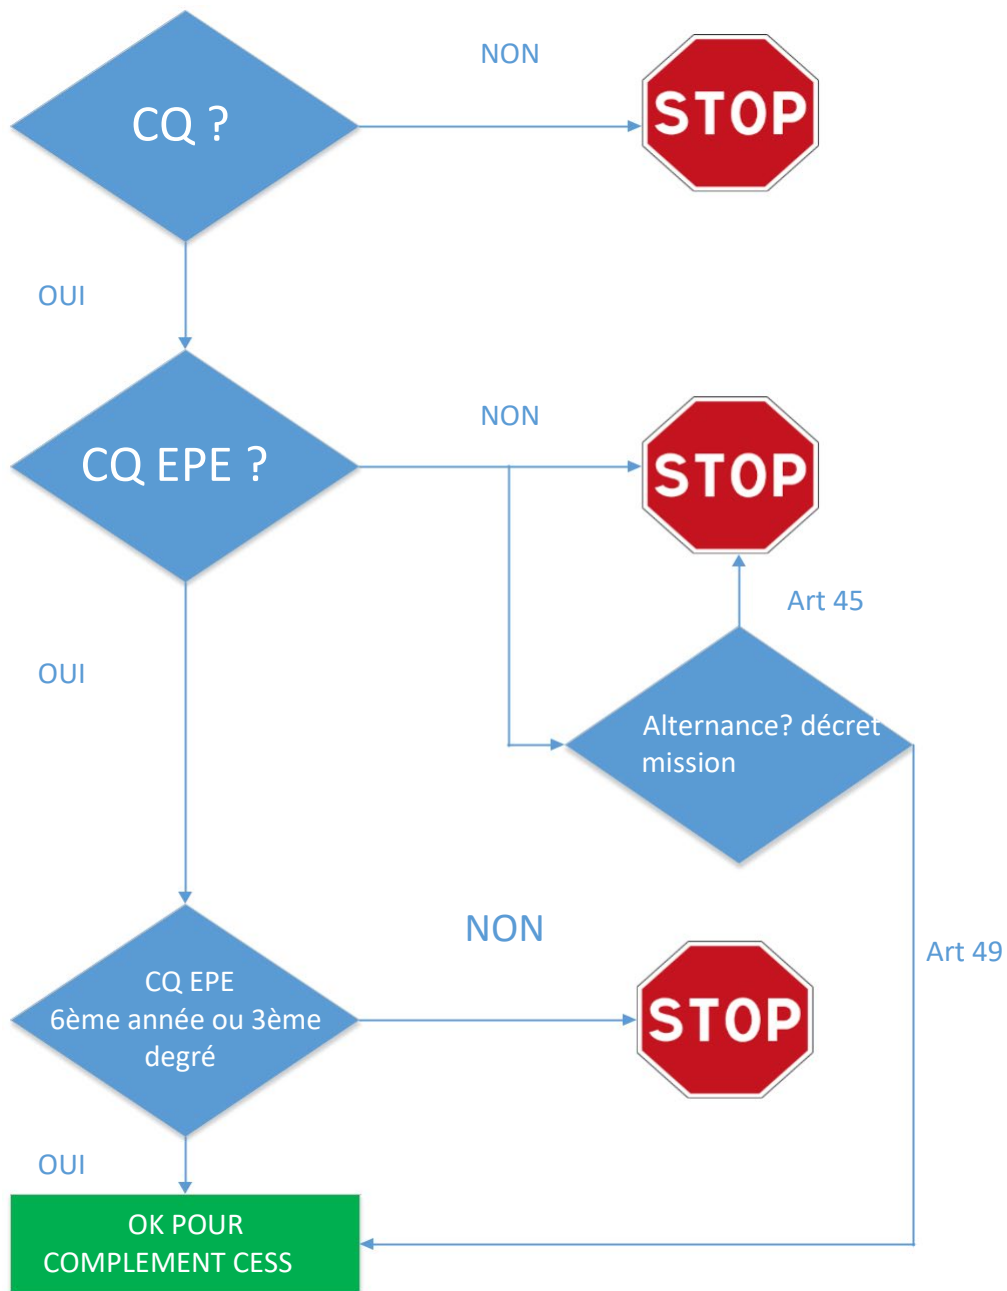 CQ ?
NON
STOP
OUI
CQ EPE ?
NON
STOP
Art 45
OUI
Alternance? décret
mission
CQ EPE
6ème année ou 3ème
degré
NON
STOP
Art 49
OUI
OK POUR
COMPLEMENT CESS